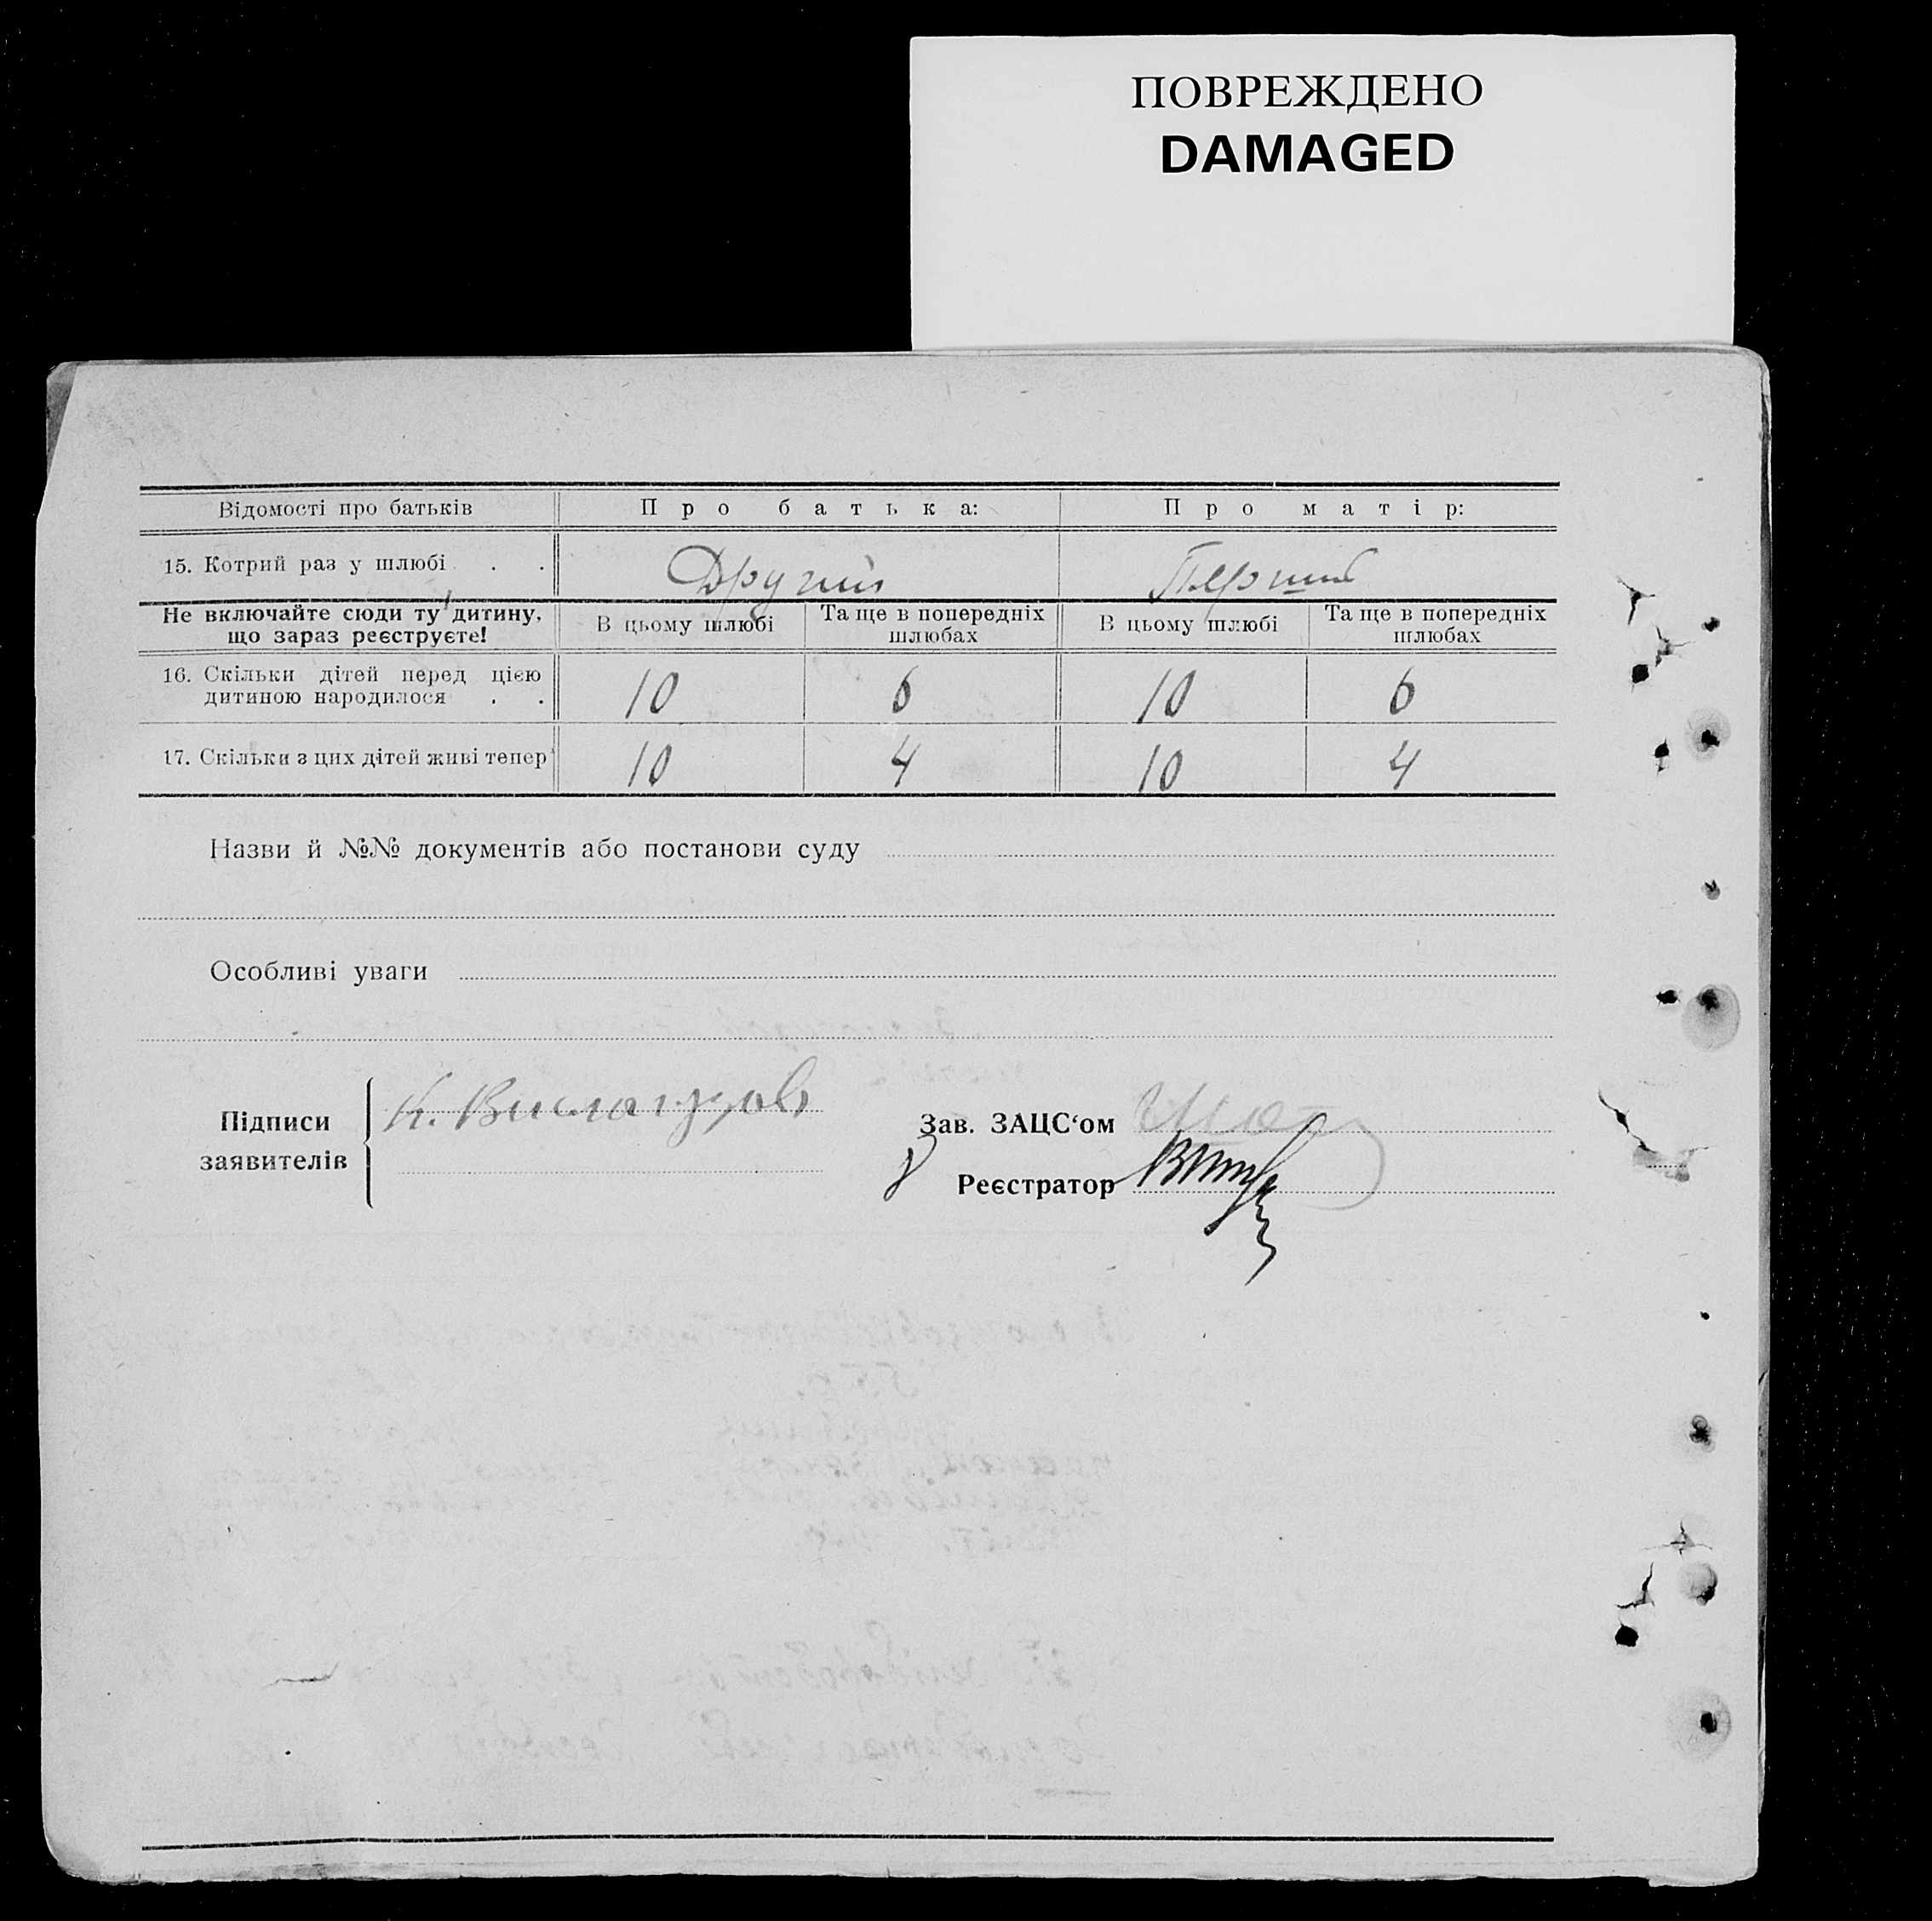 ПОВРЕЖДЕНО
DAMAGED
Відомості про батьків
Про батька:
Про матір:
15. Котрий раз у шлюбі . .
Другий
Перший
Не включайте сюди ту дитину,
що зараз реєструєте!
В цьому шлюбі
Та ще в попередніх
шлюбах
В цьому шлюбі
Та ще в попередніх
шлюбах
16. Скільки дітей перед цією
дитиною народилося . .
10
6
10
6
17. Скільки з цих дітей живі тепер
10
4
10
4
Назви й №№ документів або постанови суду
Особливі уваги
Підписи
заявителів
К.
Зав. ЗАЦС‘ом
Реєстратор